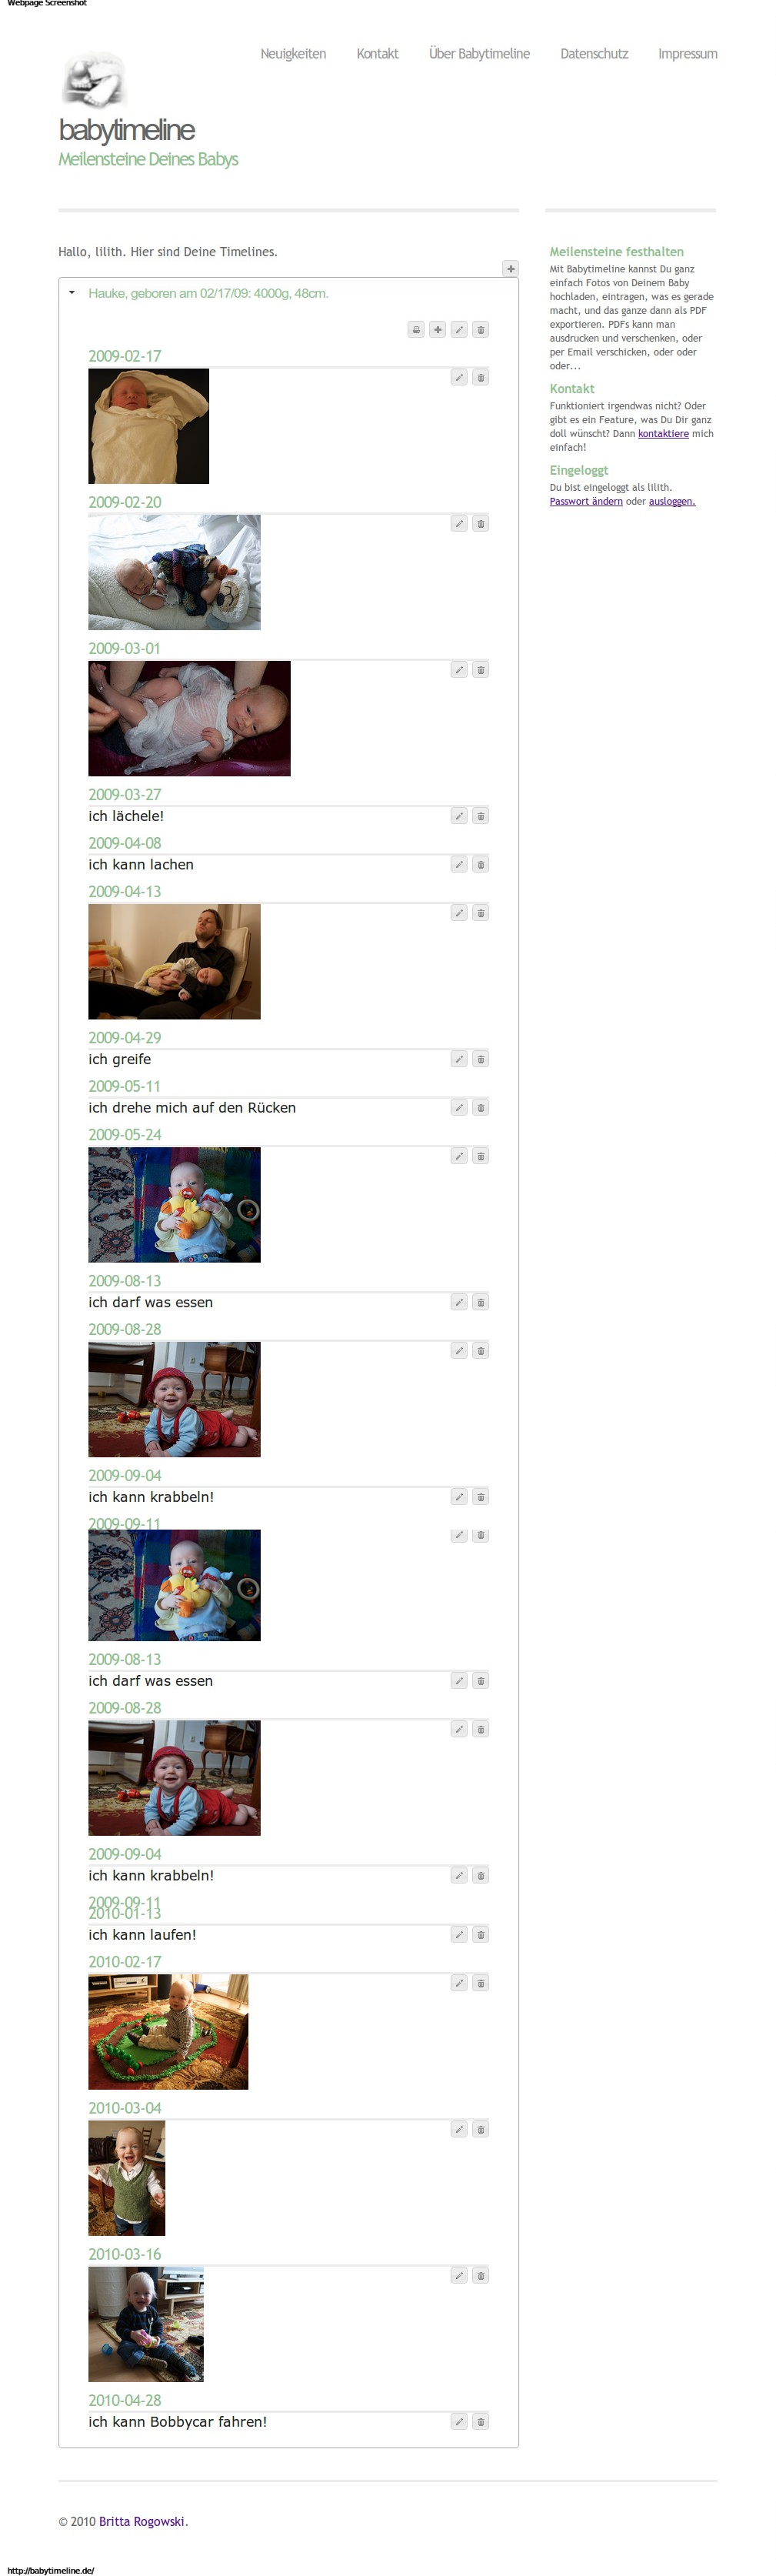 Webpage Screenshot
Neuigkeiten Kontakt Über Babytimeline Datenschutz Impressum
babytimeline
Meilensteine Deines Babys
Hallo, lilith. Hier sind Deine Timelines.
Hauke, geboren am 02/17/09: 4000g, 48cm.
2009-02-17
2009-02-20
2009-03-01
2009-03-27
ich lächele!
2009-04-08
ich kann lachen
2009-04-13
2009-04-29
ich greife
2009-05-11
ich drehe mich auf den Rücken
2009-05-24
2009-08-13
ich darf was essen
2009-08-28
2009-09-04
ich kann krabbeln!
2009-09-11
2009-08-13
ich darf was essen
2009-08-28
2009-09-04
ich kann krabbeln!
2009-09-11
2010-01-13
ich kann laufen!
2010-02-17
2010-03-04
2010-03-16
2010-04-28
ich kann Bobbycar fahren!
Meilensteine festhalten
Mit Babytimeline kannst Du ganz
einfach Fotos von Deinem Baby
hochladen, eintragen, was es gerade
macht, und das ganze dann als PDF
exportieren. PDFs kann man
ausdrucken und verschenken, oder
per Email verschicken, oder oder
oder...
Kontakt
Funktioniert irgendwas nicht? Oder
gibt es ein Feature, was Du Dir ganz
doll wünscht? Dann kontaktiere mich
einfach!
Eingeloggt
Du bist eingeloggt als lilith.
Passwort ändern oder ausloggen.
© 2010 Britta Rogowski.
http://babytimeline.de/